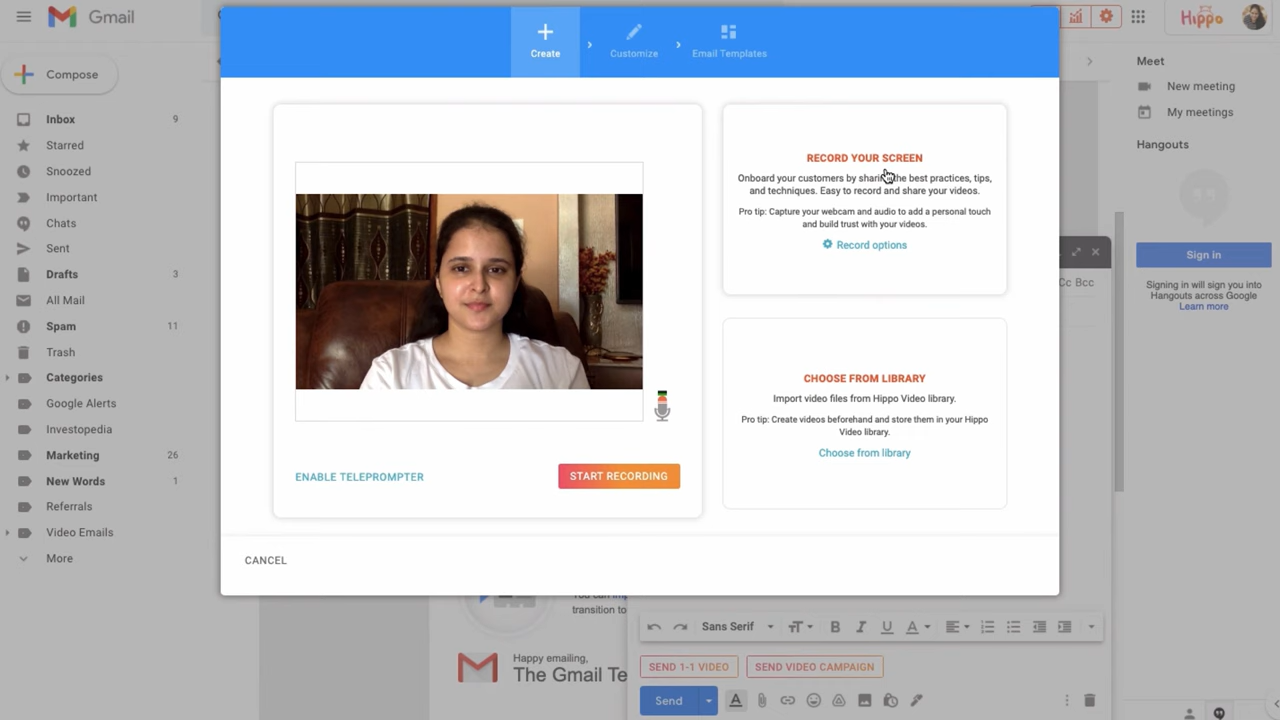 Gmail
Compose
Inbox 9
Starred
Snoozed
Important
Chats
Sent
Drafts 3
All Mail
Spam 11
Trash
Categories
Google Alerts
Investopedia
Marketing 26
New Words 1
Referrals
Video Emails
More
Create
Customize
Email Templates
ENABLE TELEPROMPTER
START RECORDING
RECORD YOUR SCREEN
Onboard your customers by sharing the best practices, tips,
and techniques. Easy to record and share your videos.
Pro tip: Capture your webcam and audio to add a personal touch
and build trust with your videos.
Record options
CHOOSE FROM LIBRARY
Import video files from Hippo Video library.
Pro tip: Create videos beforehand and store them in your Hippo
Video library.
Choose from library
CANCEL
Hippo
Meet
New meeting
My meetings
Hangouts
Sign in
Signing in will sign you into
Hangouts across Google
Learn more
Cc Bcc
transition to
Happy emailing,
The Gmail Te
Sans Serif
B I U A
SEND 1-1 VIDEO
SEND VIDEO CAMPAIGN
Send
A